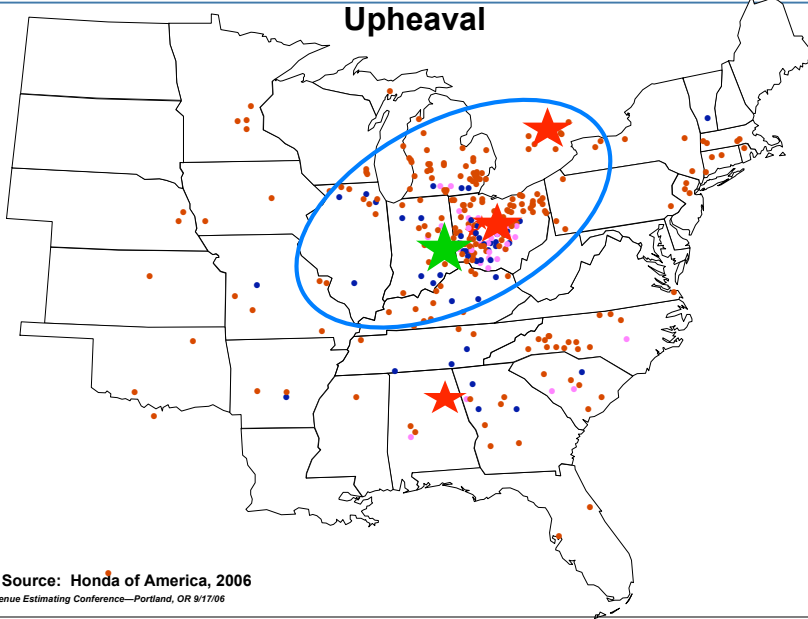 Upheaval
Source: Honda of America, 2006
enue Estimating Conference—Portland, OR 9/17/06